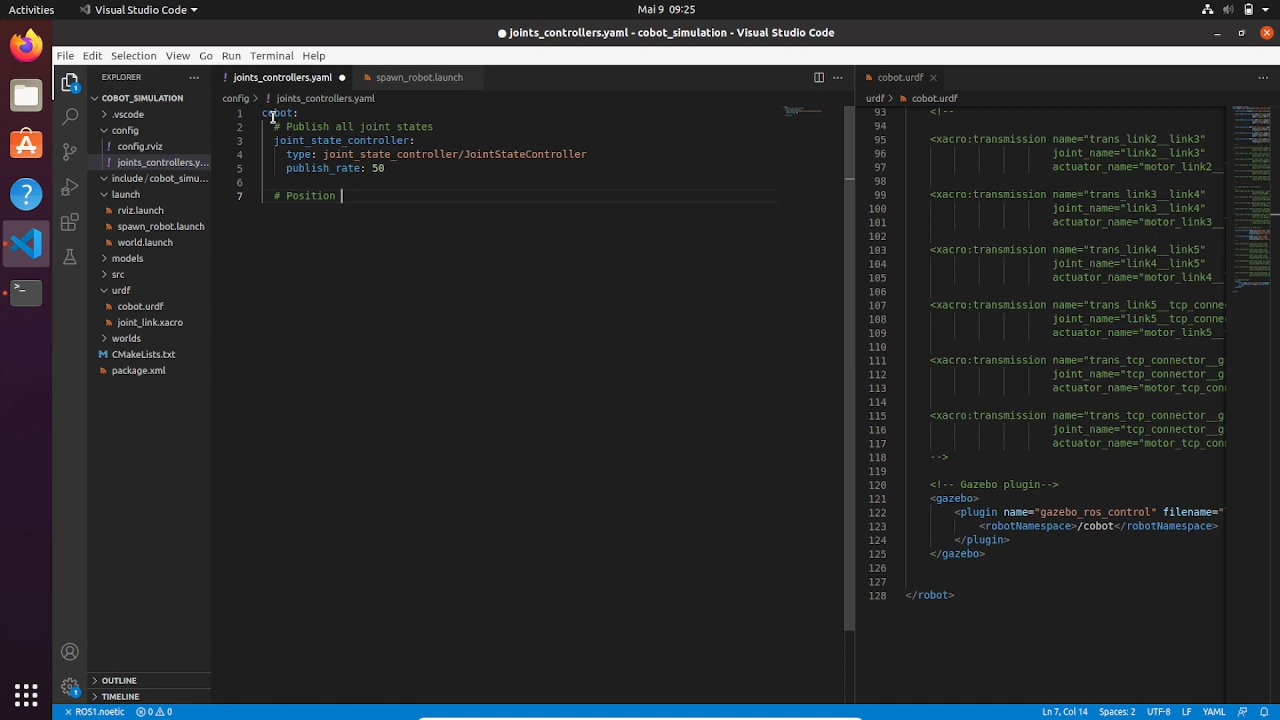 Activities
Visual Studio Code
Mai 9 09:25
● joints_controllers.yaml - cobot_simulation - Visual Studio Code
File Edit Selection View Go Run Terminal Help
EXPLORER
COBOT_SIMULATION
.vscode
config
config.rviz
! joints_controllers.y...
include / cobot_simu...
launch
rviz.launch
spawn_robot.launch
world.launch
models
src
urdf
cobot.urdf
joint_link.xacro
worlds
CMakeLists.txt
package.xml
OUTLINE
TIMELINE
! joints_controllers.yaml ●
spawn_robot.launch
config > ! joints_controllers.yaml
1 cobot:
2 # Publish all joint states
3 joint_state_controller:
4 type: joint_state_controller/JointStateController
5 publish_rate: 50
6
7 # Position
cobot.urdf
urdf > cobot.urdf
93 <!--
94
95 <xacro:transmission name="trans_link2__link3"
96 joint_name="link2__link3"
97 actuator_name="motor_link2__
98
99 <xacro:transmission name="trans_link3__link4"
100 joint_name="link3__link4"
101 actuator_name="motor_link3__
102
103 <xacro:transmission name="trans_link4__link5"
104 joint_name="link4__link5"
105 actuator_name="motor_link4__
106
107 <xacro:transmission name="trans_link5__tcp_conne
108 joint_name="link5__tcp_conne
109 actuator_name="motor_link5__
110
111 <xacro:transmission name="trans_tcp_connector__g
112 joint_name="tcp_connector__g
113 actuator_name="motor_tcp_con
114
115 <xacro:transmission name="trans_tcp_connector__g
116 joint_name="tcp_connector__g
117 actuator_name="motor_tcp_con
118 -->
119
120 <!-- Gazebo plugin-->
121 <gazebo>
122 <plugin name="gazebo_ros_control" filename="
123 <robotNamespace>/cobot</robotNamespace>
124 </plugin>
125 </gazebo>
126
127
128 </robot>
ROS1.noetic
0 0
Ln 7, Col 14 Spaces: 2 UTF-8 LF YAML